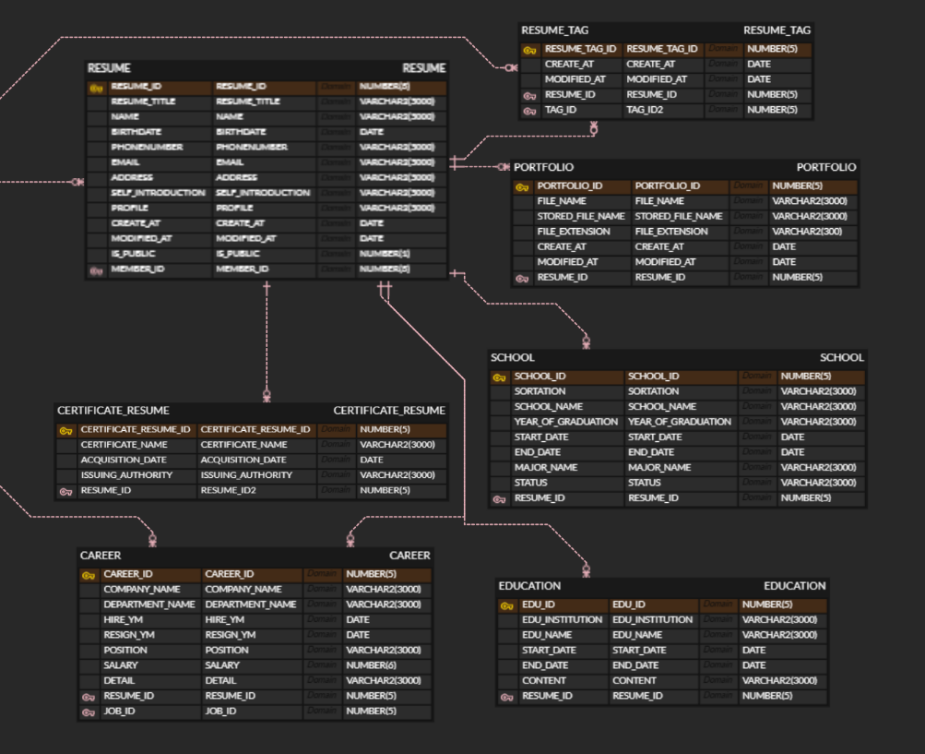 RESUME_TAG RESUME_TAG
RESUME_TAG_ID RESUME_TAG_ID Domain NUMBER(5)
CREATE_AT CREATE_AT Domain DATE
MODIFIED_AT MODIFIED_AT Domain DATE
RESUME_ID RESUME_ID Domain NUMBER(5)
TAG_ID TAG_ID2 Domain NUMBER(5)
RESUME RESUME
RESUME_ID RESUME_ID Domain NUMBER(5)
RESUME_TITLE RESUME_TITLE Domain VARCHAR2(3000)
NAME NAME Domain VARCHAR2(3000)
BIRTHDATE BIRTHDATE Domain DATE
PHONENUMBER PHONENUMBER Domain VARCHAR2(3000)
EMAIL EMAIL Domain VARCHAR2(3000)
ADDRESS ADDRESS Domain VARCHAR2(3000)
SELF_INTRODUCTION SELF_INTRODUCTION Domain VARCHAR2(3000)
PROFILE PROFILE Domain VARCHAR2(3000)
CREATE_AT CREATE_AT Domain DATE
MODIFIED_AT MODIFIED_AT Domain DATE
IS_PUBLIC IS_PUBLIC Domain NUMBER(1)
MEMBER_ID MEMBER_ID Domain NUMBER(5)
PORTFOLIO PORTFOLIO
PORTFOLIO_ID PORTFOLIO_ID Domain NUMBER(5)
FILE_NAME FILE_NAME Domain VARCHAR2(3000)
STORED_FILE_NAME STORED_FILE_NAME Domain VARCHAR2(3000)
FILE_EXTENSION FILE_EXTENSION Domain VARCHAR2(300)
CREATE_AT CREATE_AT Domain DATE
MODIFIED_AT MODIFIED_AT Domain DATE
RESUME_ID RESUME_ID Domain NUMBER(5)
SCHOOL SCHOOL
SCHOOL_ID SCHOOL_ID Domain NUMBER(5)
SORTATION SORTATION Domain VARCHAR2(3000)
SCHOOL_NAME SCHOOL_NAME Domain VARCHAR2(3000)
YEAR_OF_GRADUATION YEAR_OF_GRADUATION Domain VARCHAR2(3000)
START_DATE START_DATE Domain DATE
END_DATE END_DATE Domain DATE
MAJOR_NAME MAJOR_NAME Domain VARCHAR2(3000)
STATUS STATUS Domain VARCHAR2(3000)
RESUME_ID RESUME_ID Domain NUMBER(5)
CERTIFICATE_RESUME CERTIFICATE_RESUME
CERTIFICATE_RESUME_ID CERTIFICATE_RESUME_ID Domain NUMBER(5)
CERTIFICATE_NAME CERTIFICATE_NAME Domain VARCHAR2(3000)
ACQUISITION_DATE ACQUISITION_DATE Domain DATE
ISSUING_AUTHORITY ISSUING_AUTHORITY Domain VARCHAR2(3000)
RESUME_ID RESUME_ID2 Domain NUMBER(5)
CAREER CAREER
CAREER_ID CAREER_ID Domain NUMBER(5)
COMPANY_NAME COMPANY_NAME Domain VARCHAR2(3000)
DEPARTMENT_NAME DEPARTMENT_NAME Domain VARCHAR2(3000)
HIRE_YM HIRE_YM Domain DATE
RESIGN_YM RESIGN_YM Domain DATE
POSITION POSITION Domain VARCHAR2(3000)
SALARY SALARY Domain NUMBER(6)
DETAIL DETAIL Domain VARCHAR2(3000)
RESUME_ID RESUME_ID Domain NUMBER(5)
JOB_ID JOB_ID Domain NUMBER(5)
EDUCATION EDUCATION
EDU_ID EDU_ID Domain NUMBER(5)
EDU_INSTITUTION EDU_INSTITUTION Domain VARCHAR2(3000)
EDU_NAME EDU_NAME Domain VARCHAR2(3000)
START_DATE START_DATE Domain DATE
END_DATE END_DATE Domain DATE
CONTENT CONTENT Domain VARCHAR2(3000)
RESUME_ID RESUME_ID Domain NUMBER(5)